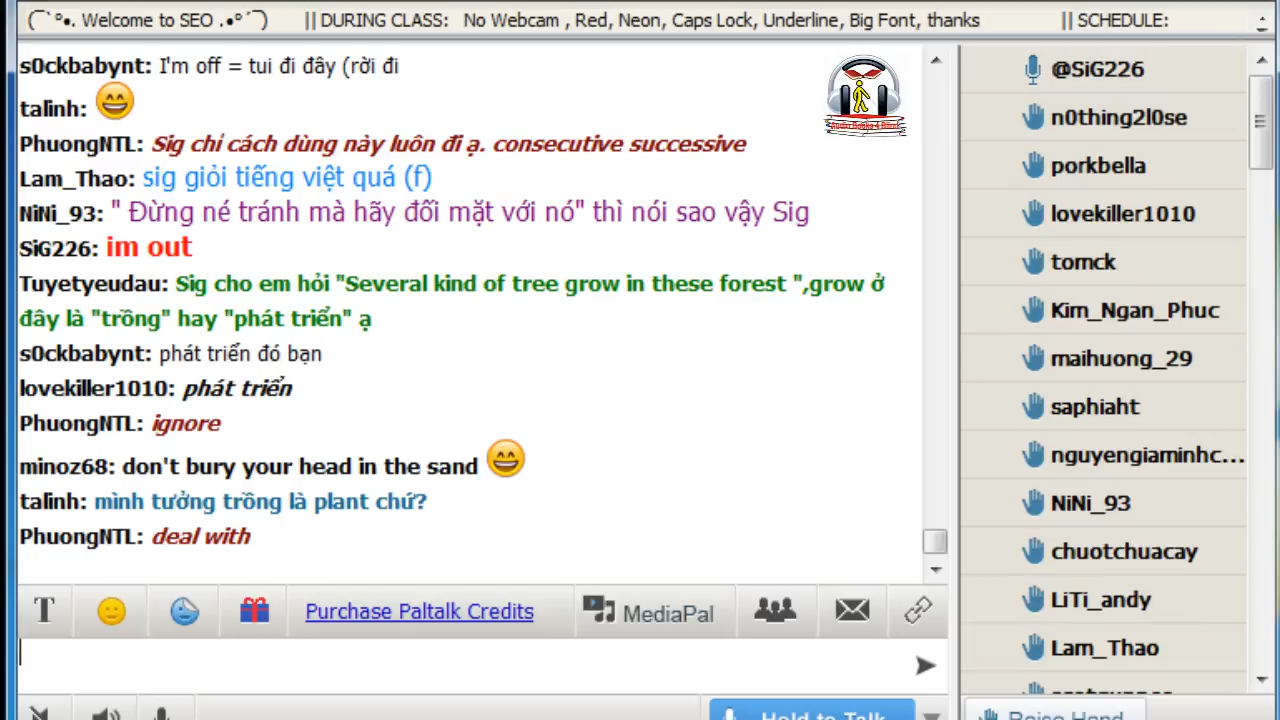 (¯`°•. Welcome to SEO .•°´¯) || DURING CLASS: No Webcam , Red, Neon, Caps Lock, Underline, Big Font, thanks || SCHEDULE:
s0ckbabynt: I'm off = tui đi đây (rời đi
talinh:
PhuongNTL: Sig chỉ cách dùng này luôn đi ạ. consecutive successive
Lam_Thao: sig giỏi tiếng việt quá (f)
NiNi_93: " Đừng né tránh mà hãy đối mặt với nó" thì nói sao vậy Sig
SiG226: im out
Tuyetyeudau: Sig cho em hỏi "Several kind of tree grow in these forest ",grow ở
đây là "trồng" hay "phát triển" ạ
s0ckbabynt: phát triển đó bạn
lovekiller1010: phát triển
PhuongNTL: ignore
minoz68: don't bury your head in the sand
talinh: mình tưởng trồng là plant chứ?
PhuongNTL: deal with
Purchase Paltalk Credits
MediaPal
Hold to Talk
@SiG226
n0thing2l0se
porkbella
lovekiller1010
tomck
Kim_Ngan_Phuc
maihuong_29
saphiaht
nguyengiaminhc...
NiNi_93
chuotchuacay
LiTi_andy
Lam_Thao
Raise Hand